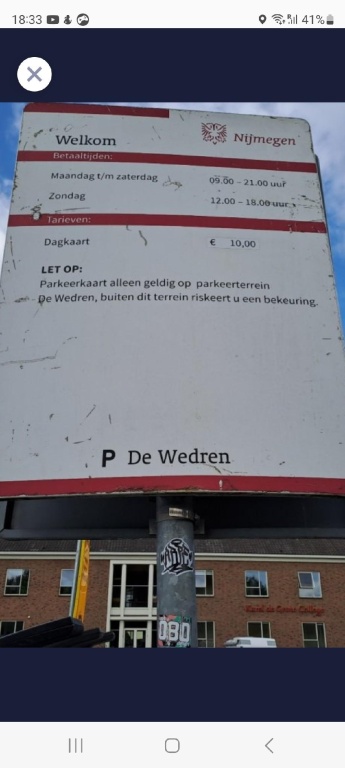 18:33
41%
Welkom
Nijmegen
Betaaltijden:
Maandag t/m zaterdag 09.00 - 21.00 uur
Zondag 12.00 - 18.00 uur
Tarieven:
Dagkaart € 10,00
LET OP:
Parkeerkaart alleen geldig op parkeerterrein
De Wedren, buiten dit terrein riskeert u een bekeuring.
P De Wedren
OBO